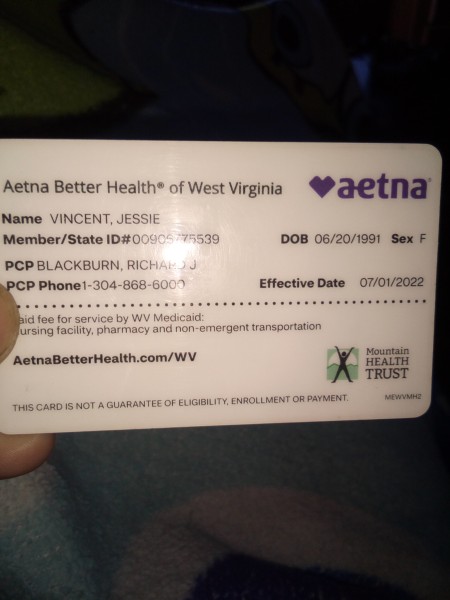 Aetna Better Health® of West Virginia
aetna®
Name VINCENT, JESSIE
Member/State ID# DOB 06/20/1991 Sex F
PCP BLACKBURN, RICHARD J
PCP Phone 1-304-868-6000 Effective Date 07/01/2022
fee for service by WV Medicaid:
facility, pharmacy and non-emergent transportation
AetnaBetterHealth.com/WV
Mountain
HEALTH
TRUST
THIS CARD IS NOT A GUARANTEE OF ELIGIBILITY, ENROLLMENT OR PAYMENT.
MEWVMH2